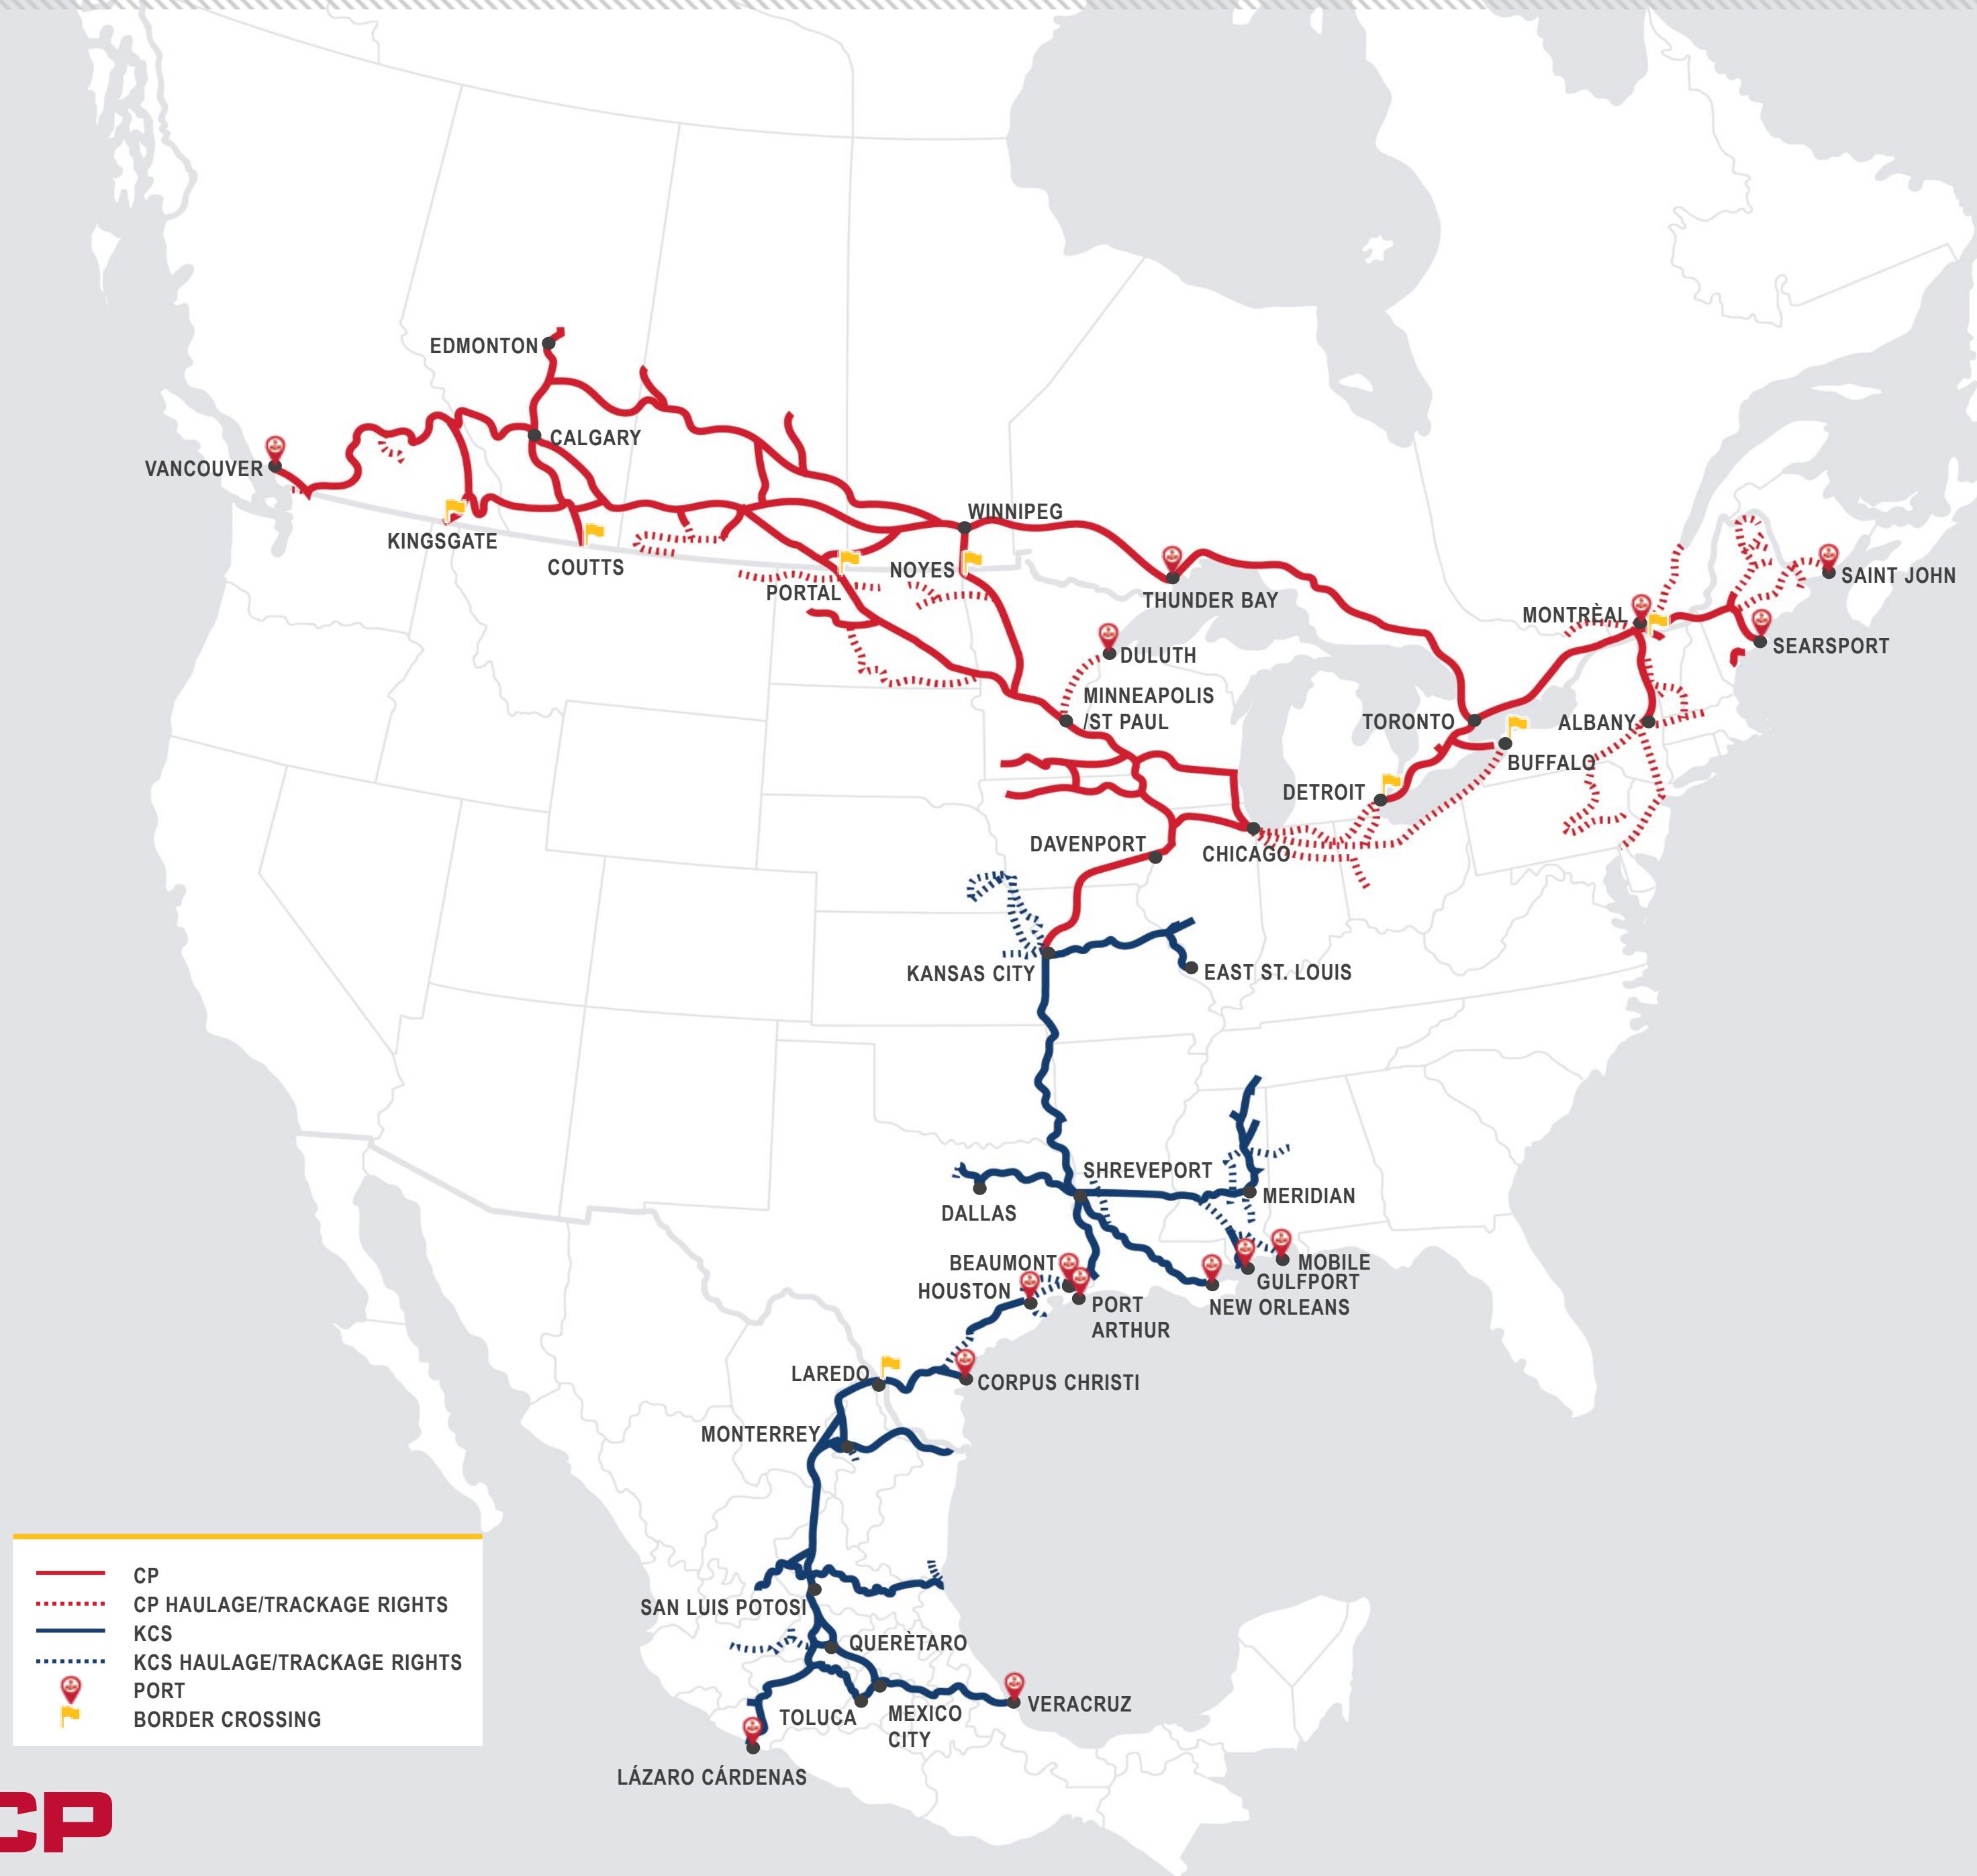 EDMONTON
CALGARY
VANCOUVER
WINNIPEG
KINGSGATE
COUTTS
NOYES
PORTAL
THUNDER BAY
SAINT JOHN
MONTRÈAL
SEARSPORT
DULUTH
MINNEAPOLIS
/ST PAUL
TORONTO
ALBANY
BUFFALO
DETROIT
DAVENPORT
CHICAGO
KANSAS CITY
EAST ST. LOUIS
SHREVEPORT
MERIDIAN
DALLAS
BEAUMONT
MOBILE
GULFPORT
HOUSTON
NEW ORLEANS
PORT
ARTHUR
LAREDO
CORPUS CHRISTI
MONTERREY
SAN LUIS POTOSI
QUERÈTARO
VERACRUZ
TOLUCA
MEXICO
CITY
LÁZARO CÁRDENAS
CP
CP HAULAGE/TRACKAGE RIGHTS
KCS
KCS HAULAGE/TRACKAGE RIGHTS
PORT
BORDER CROSSING
CP